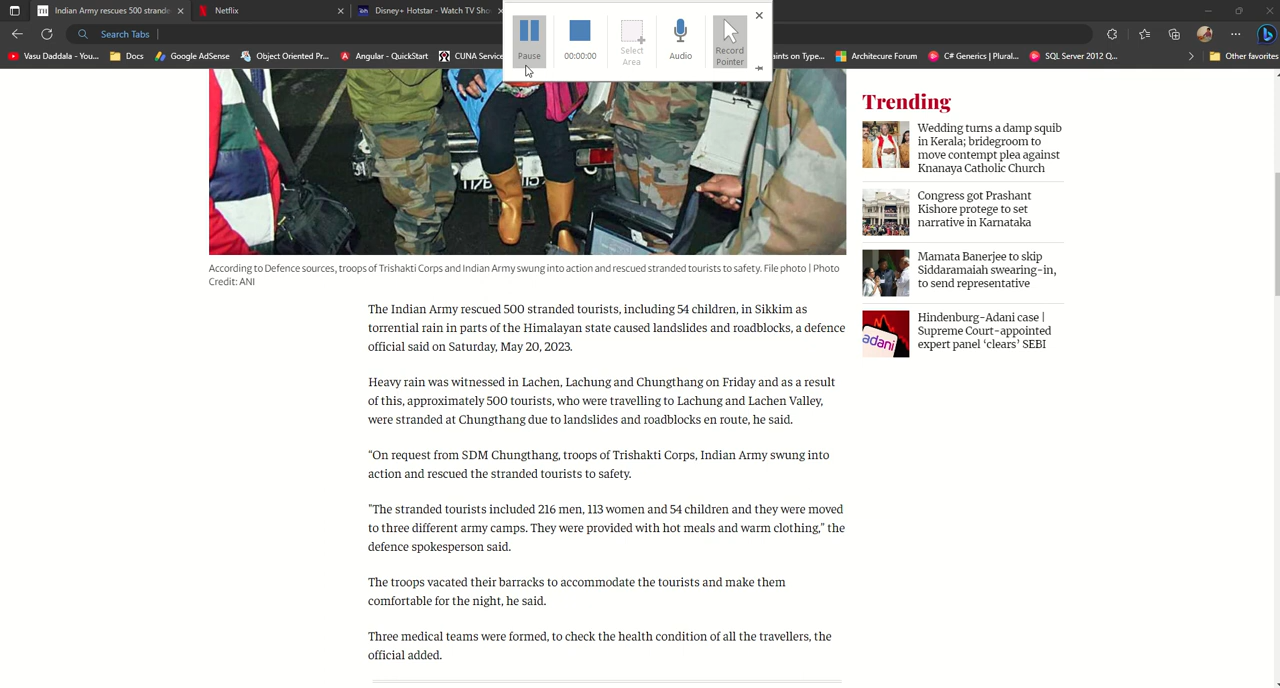 Indian Army rescues 500 strande
Netflix
Disney+ Hotstar - Watch TV Sho
Search Tabs
Vasu Daddala - You...
Docs
Google AdSense
Object Oriented Pr...
Angular - QuickStart
CUNA Service
aints on Type...
Architecure Forum
C# Generics | Plural...
SQL Server 2012 Q...
Other favorites
Pause
00:00:00
Select
Area
Audio
Record
Pointer
According to Defence sources, troops of Trishakti Corps and Indian Army swung into action and rescued stranded tourists to safety. File photo | Photo
Credit: ANI
The Indian Army rescued 500 stranded tourists, including 54 children, in Sikkim as
torrential rain in parts of the Himalayan state caused landslides and roadblocks, a defence
official said on Saturday, May 20, 2023.
Heavy rain was witnessed in Lachen, Lachung and Chungthang on Friday and as a result
of this, approximately 500 tourists, who were travelling to Lachung and Lachen Valley,
were stranded at Chungthang due to landslides and roadblocks en route, he said.
“On request from SDM Chungthang, troops of Trishakti Corps, Indian Army swung into
action and rescued the stranded tourists to safety.
"The stranded tourists included 216 men, 113 women and 54 children and they were moved
to three different army camps. They were provided with hot meals and warm clothing," the
defence spokesperson said.
The troops vacated their barracks to accommodate the tourists and make them
comfortable for the night, he said.
Three medical teams were formed, to check the health condition of all the travellers, the
official added.
Trending
Wedding turns a damp squib
in Kerala; bridegroom to
move contempt plea against
Knanaya Catholic Church
Congress got Prashant
Kishore protege to set
narrative in Karnataka
Mamata Banerjee to skip
Siddaramaiah swearing-in,
to send representative
adani
Hindenburg-Adani case |
Supreme Court-appointed
expert panel ‘clears’ SEBI